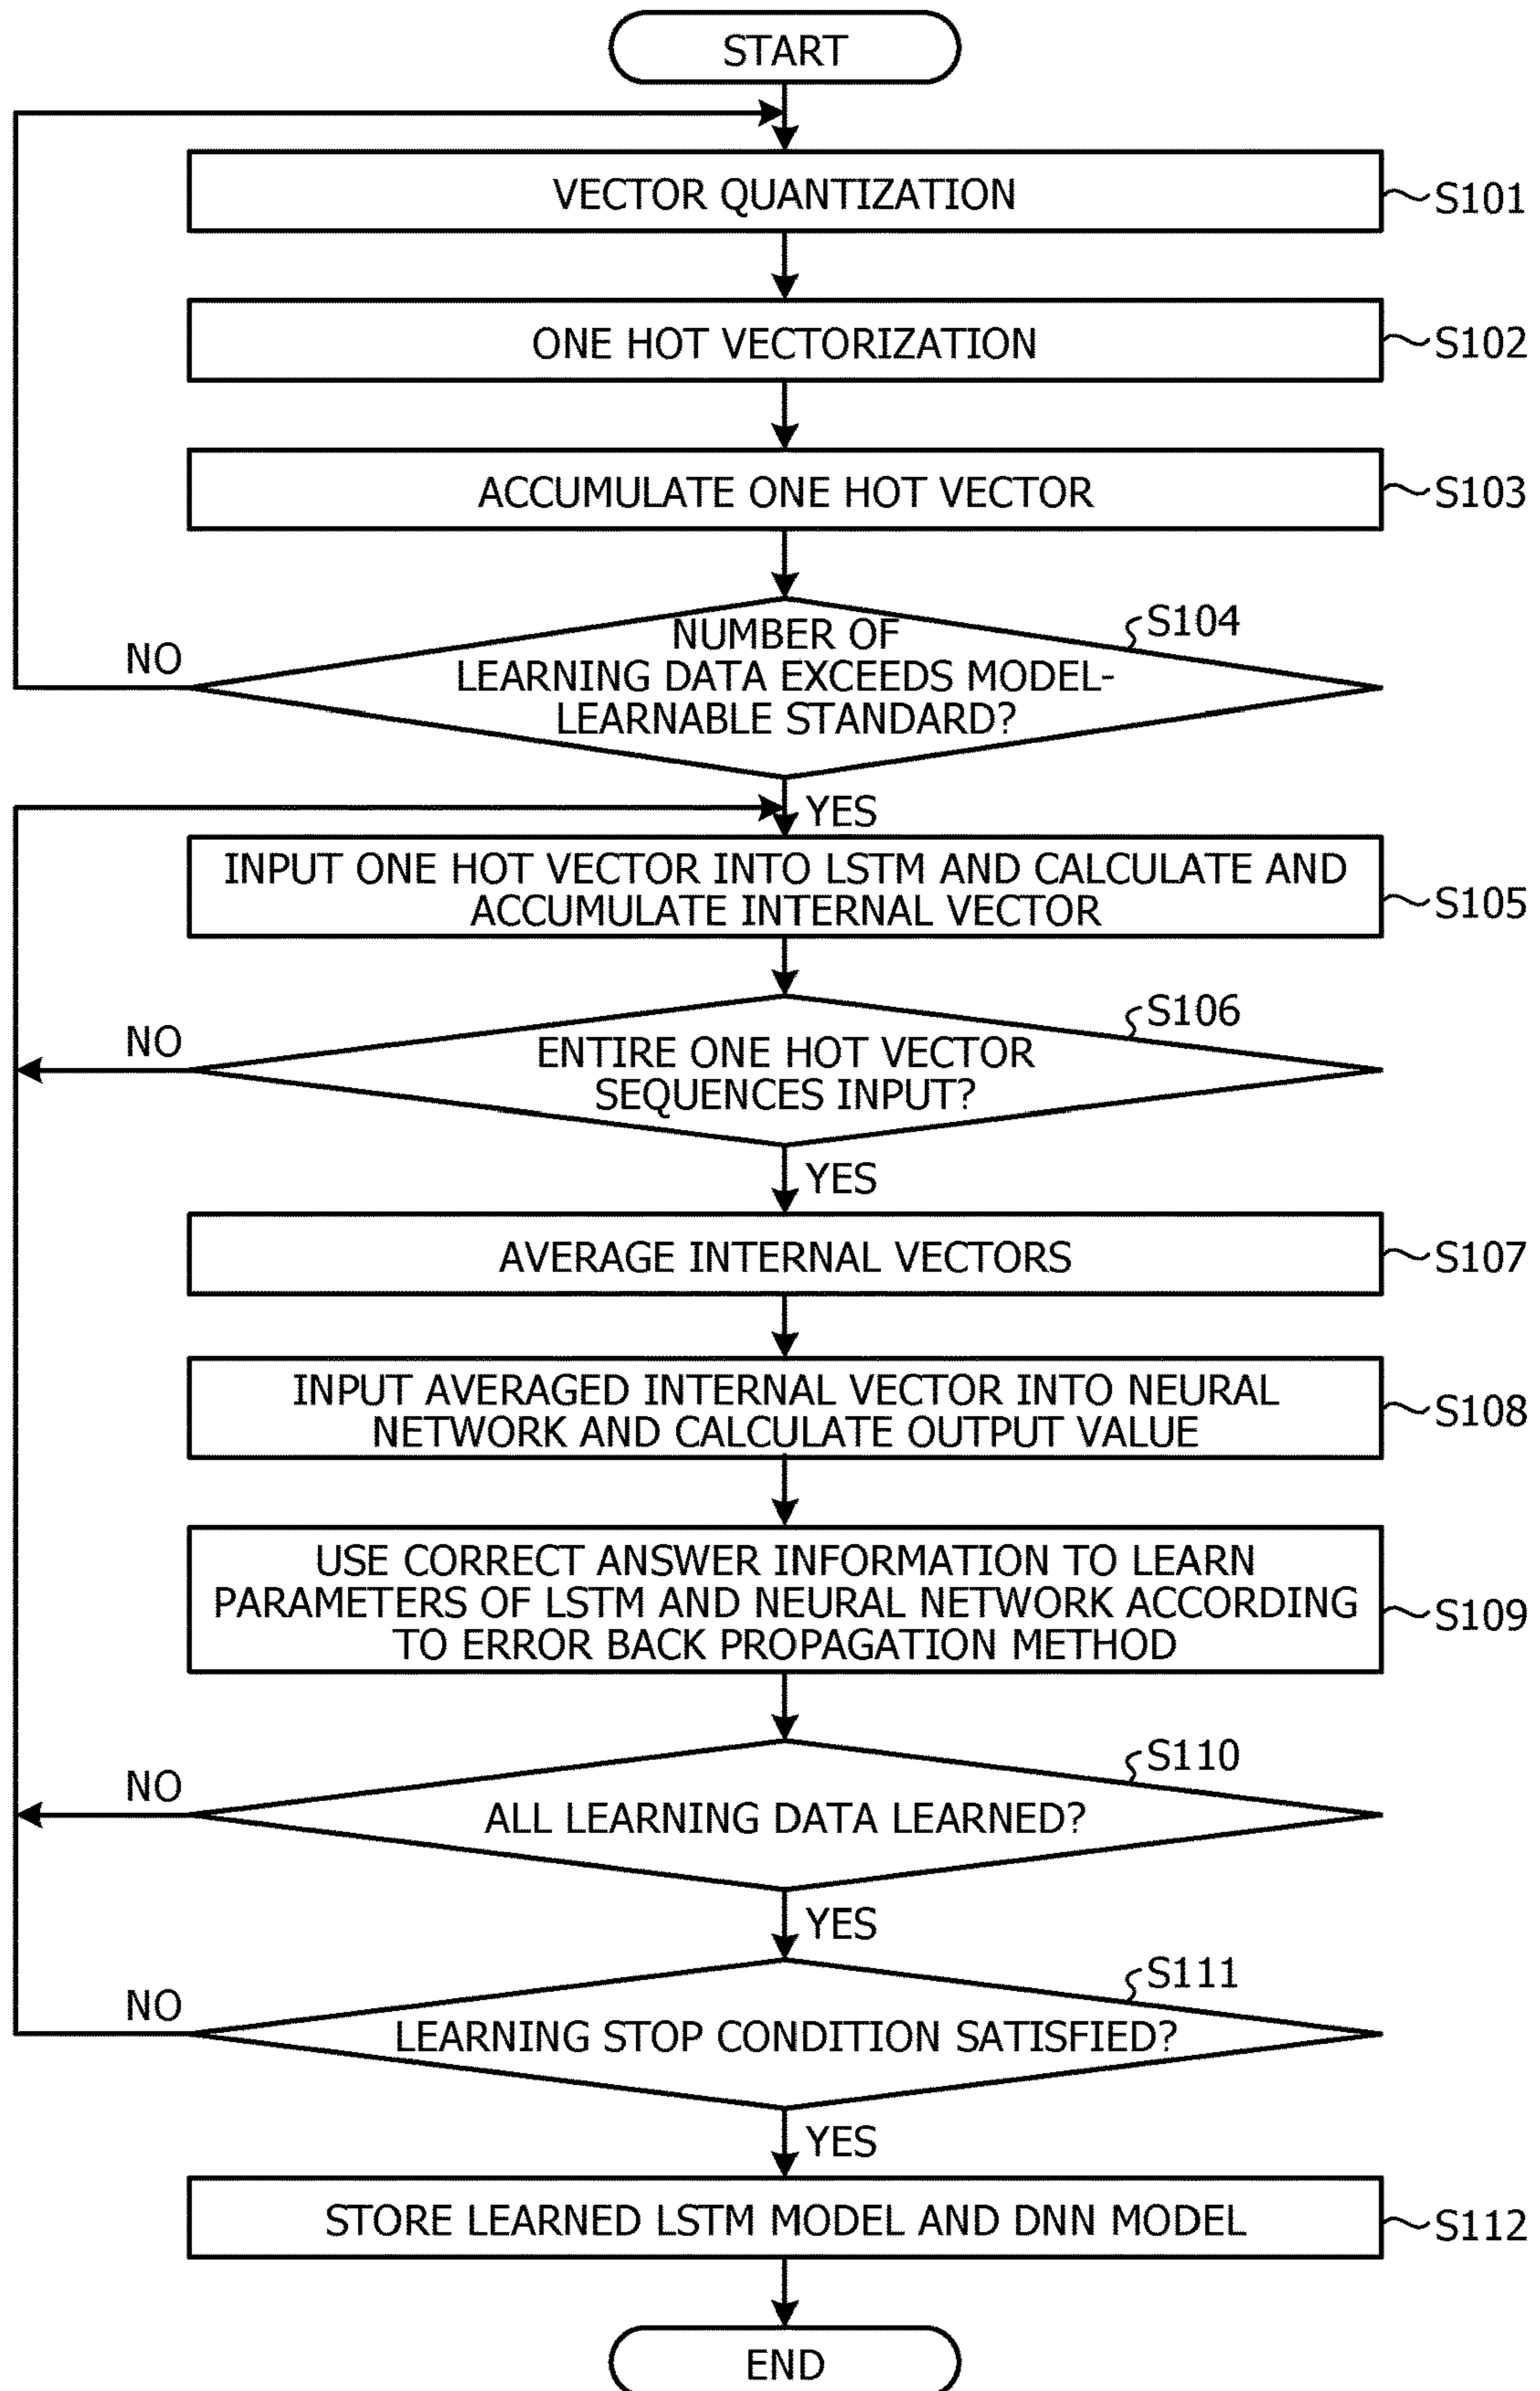 START
VECTOR QUANTIZATION
S101
ONE HOT VECTORIZATION
S102
ACCUMULATE ONE HOT VECTOR
S103
S104
NUMBER OF
LEARNING DATA EXCEEDS MODEL-
LEARNABLE STANDARD?
NO
YES
INPUT ONE HOT VECTOR INTO LSTM AND CALCULATE AND
ACCUMULATE INTERNAL VECTOR
S105
S106
NO
ENTIRE ONE HOT VECTOR
SEQUENCES INPUT?
YES
AVERAGE INTERNAL VECTORS
S107
INPUT AVERAGED INTERNAL VECTOR INTO NEURAL
NETWORK AND CALCULATE OUTPUT VALUE
S108
USE CORRECT ANSWER INFORMATION TO LEARN
PARAMETERS OF LSTM AND NEURAL NETWORK ACCORDING
TO ERROR BACK PROPAGATION METHOD
S109
S110
NO
ALL LEARNING DATA LEARNED?
YES
S111
NO
LEARNING STOP CONDITION SATISFIED?
YES
STORE LEARNED LSTM MODEL AND DNN MODEL
S112
END